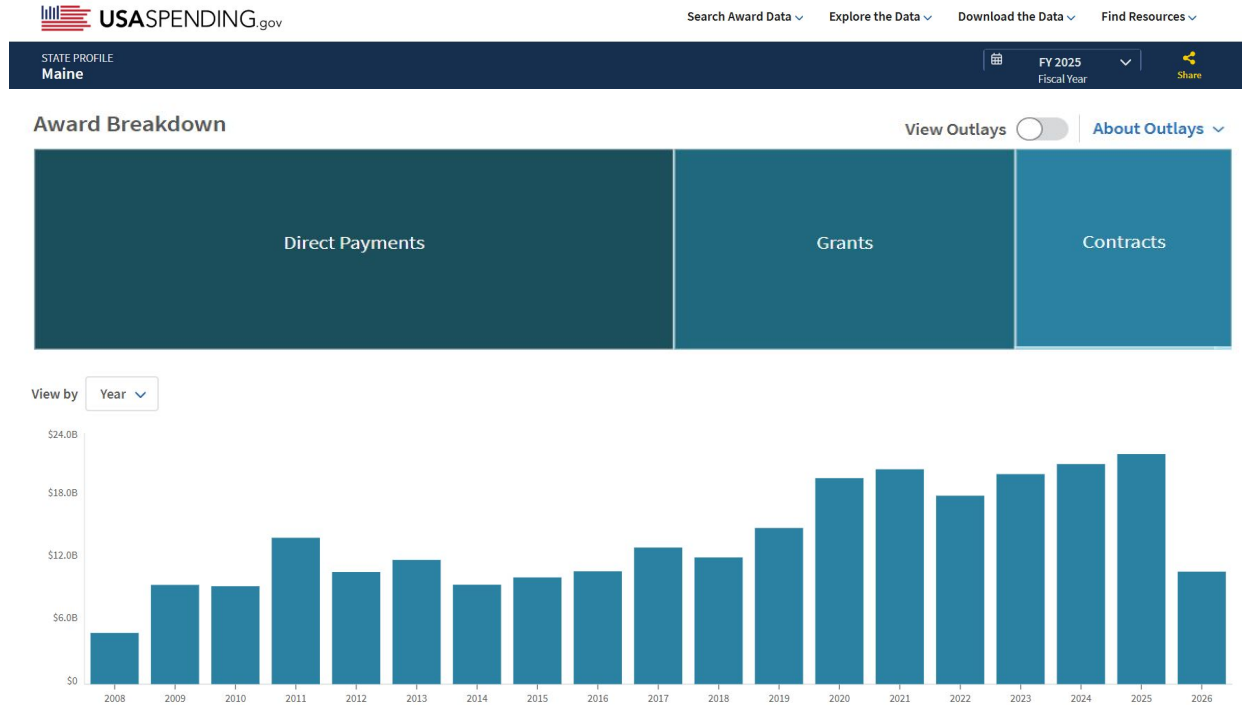 USASPENDING.gov
Search Award Data
Explore the Data
Download the Data
Find Resources
STATE PROFILE
Maine
FY 2025
Fiscal Year
Share
Award Breakdown
View Outlays
About Outlays
Direct Payments
Grants
Contracts
View by
Year
$24.0B
$18.0B
$12.0B
$6.0B
$0
2008 2009 2010 2011 2012 2013 2014 2015 2016 2017 2018 2019 2020 2021 2022 2023 2024 2025 2026